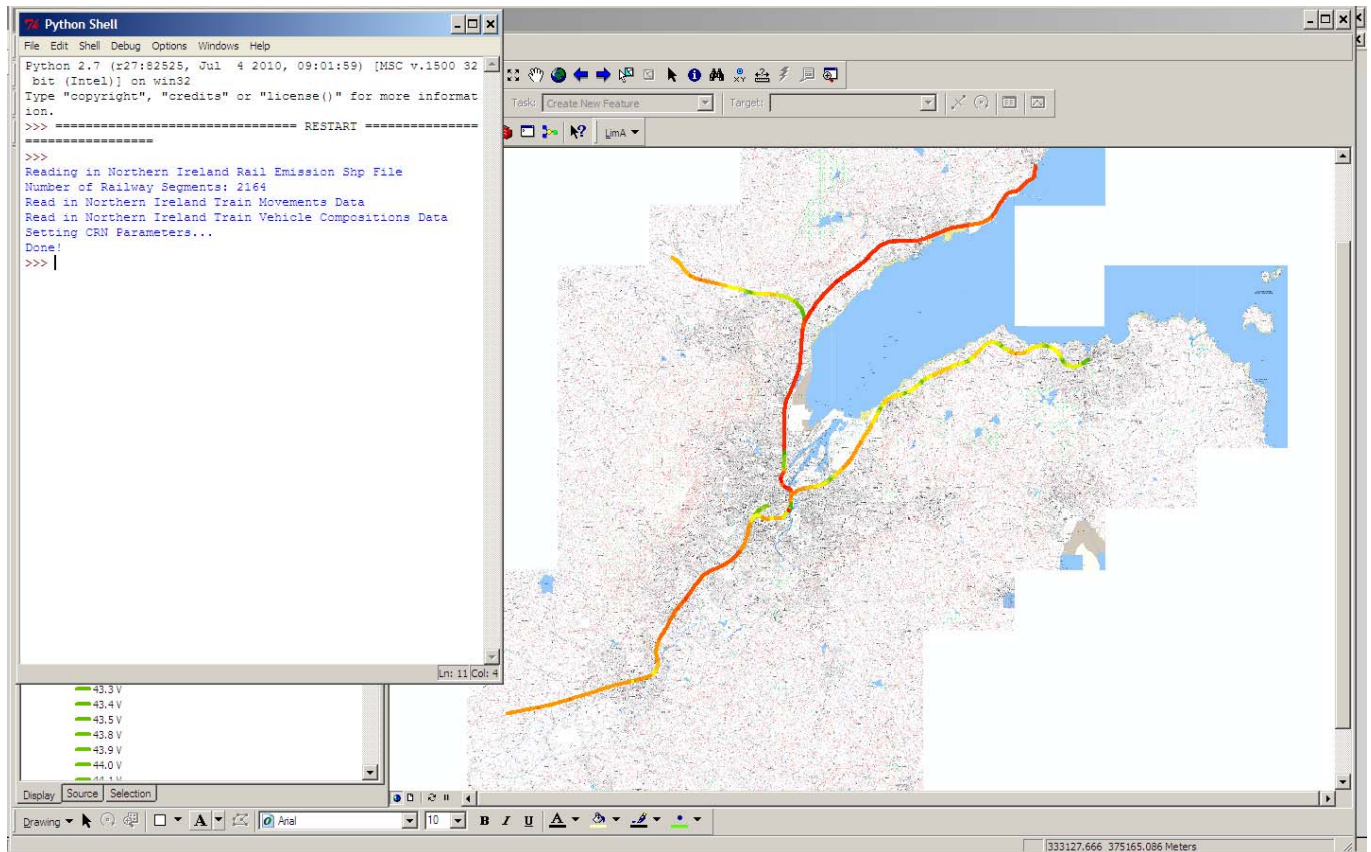 Python Shell
File Edit Shell Debug Options Windows Help
Python 2.7 (r27:82525, Jul 4 2010, 09:01:59) [MSC v.1500 32
bit (Intel)] on win32
Type "copyright", "credits" or "license()" for more informat
ion.
>>> ================================ RESTART ===============
=================
>>>
Reading in Northern Ireland Rail Emission Shp File
Number of Railway Segments: 2164
Read in Northern Ireland Train Movements Data
Read in Northern Ireland Train Vehicle Compositions Data
Setting CRN Parameters...
Done!
>>>
Ln: 11 Col: 4
Task: Create New Feature Target:
LimA
43.3 V
43.4 V
43.5 V
43.8 V
43.9 V
44.0 V
44.1 V
Display Source Selection
Drawing A Arial 10 B I U A
333127.666 375165.086 Meters